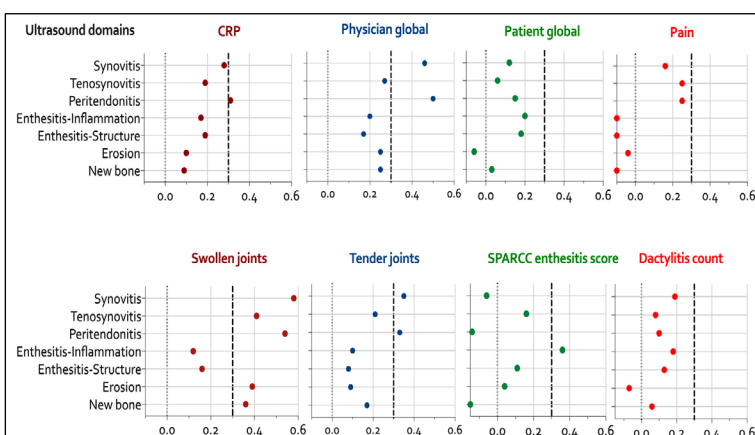 Ultrasound domains CRP Physician global Patient global Pain
Synovitis
Tenosynovitis
Peritendonitis
Enthesitis-Inflammation
Enthesitis-Structure
Erosion
New bone
0.0 0.2 0.4 0.6 0.0 0.2 0.4 0.6 0.0 0.2 0.4 0.6 0.0 0.2 0.4 0.6
Swollen joints Tender joints SPARCC enthesitis score Dactylitis count
Synovitis
Tenosynovitis
Peritendonitis
Enthesitis-Inflammation
Enthesitis-Structure
Erosion
New bone
0.0 0.2 0.4 0.6 0.0 0.2 0.4 0.6 0.0 0.2 0.4 0.6 0.0 0.2 0.4 0.6